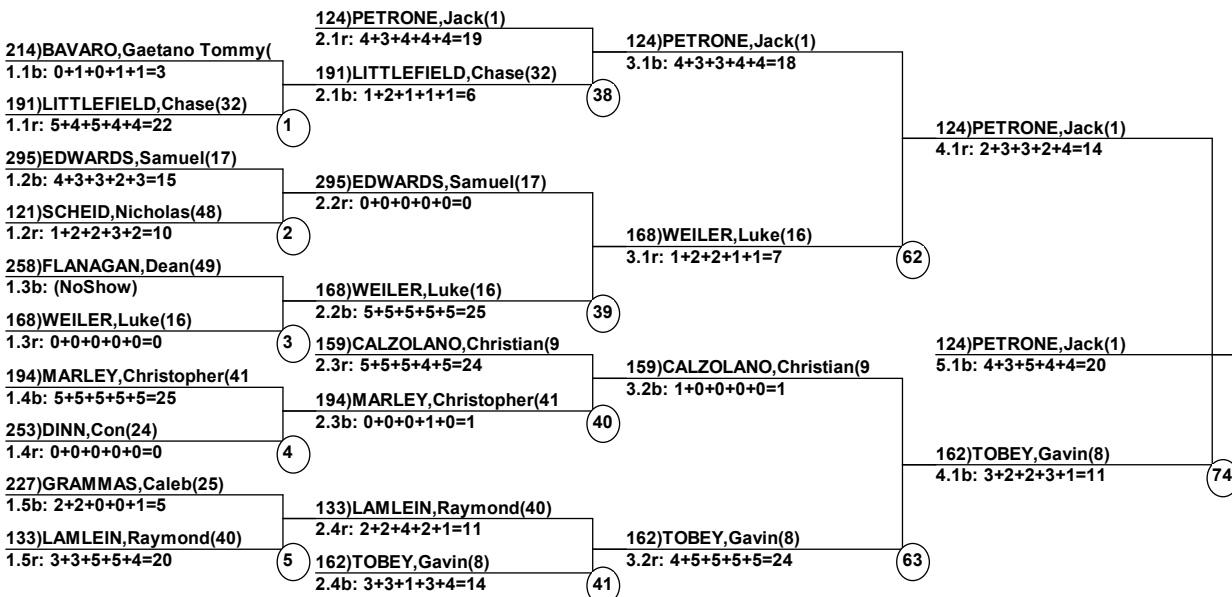 214)BAVARO,Gaetano Tommy(
1.1b: 0+1+0+1+1=3
191)LITTLEFIELD,Chase(32)
1.1r: 5+4+5+4+4=22
1
295)EDWARDS,Samuel(17)
1.2b: 4+3+3+2+3=15
121)SCHEID,Nicholas(48)
1.2r: 1+2+2+3+2=10
2
258)FLANAGAN,Dean(49)
1.3b: (NoShow)
168)WEILER,Luke(16)
1.3r: 0+0+0+0+0=0
3
194)MARLEY,Christopher(41
1.4b: 5+5+5+5+5=25
253)DINN,Con(24)
1.4r: 0+0+0+0+0=0
4
227)GRAMMAS,Caleb(25)
1.5b: 2+2+0+0+1=5
133)LAMLEIN,Raymond(40)
1.5r: 3+3+5+5+4=20
5
124)PETRONE,Jack(1)
2.1r: 4+3+4+4+4=19
191)LITTLEFIELD,Chase(32)
2.1b: 1+2+1+1+1=6
38
295)EDWARDS,Samuel(17)
2.2r: 0+0+0+0+0=0
168)WEILER,Luke(16)
2.2b: 5+5+5+5+5=25
39
159)CALZOLANO,Christian(9
2.3r: 5+5+5+4+5=24
194)MARLEY,Christopher(41
2.3b: 0+0+0+1+0=1
40
133)LAMLEIN,Raymond(40)
2.4r: 2+2+4+2+1=11
162)TOBEY,Gavin(8)
2.4b: 3+3+1+3+4=14
41
124)PETRONE,Jack(1)
3.1b: 4+3+3+4+4=18
168)WEILER,Luke(16)
3.1r: 1+2+2+1+1=7
62
159)CALZOLANO,Christian(9
3.2b: 1+0+0+0+0=1
162)TOBEY,Gavin(8)
3.2r: 4+5+5+5+5=24
63
124)PETRONE,Jack(1)
4.1r: 2+3+3+2+4=14
162)TOBEY,Gavin(8)
4.1b: 3+2+2+3+1=11
74
124)PETRONE,Jack(1)
5.1b: 4+3+5+4+4=20